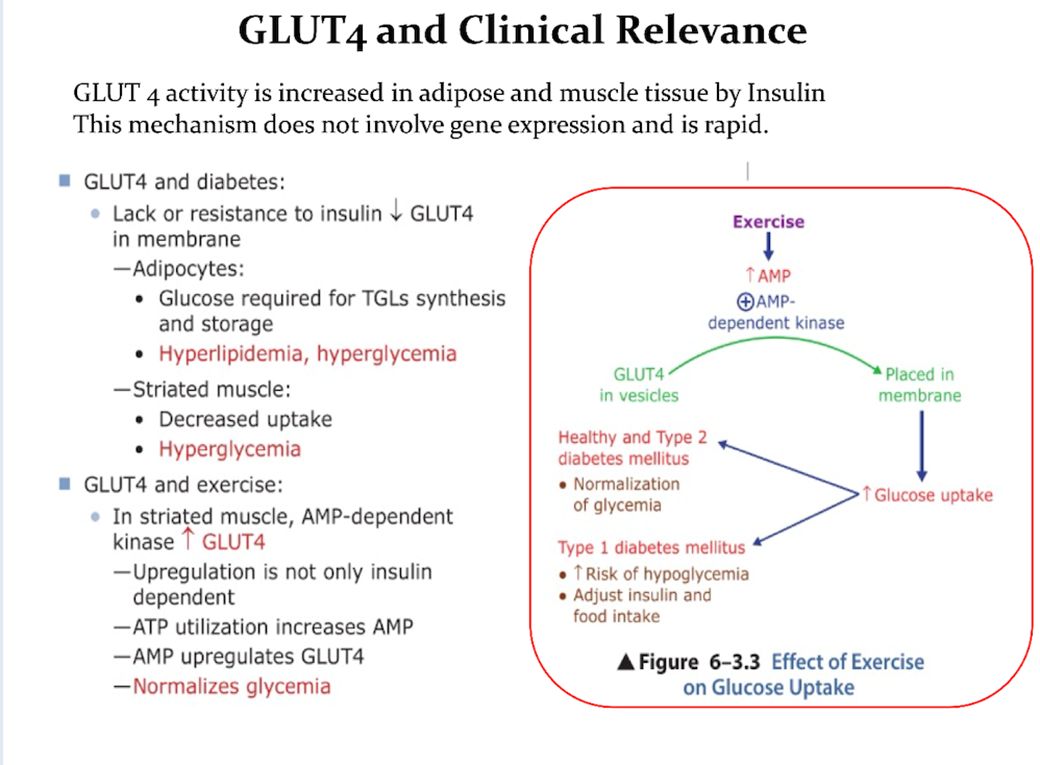 GLUT4 and Clinical Relevance
GLUT 4 activity is increased in adipose and muscle tissue by Insulin
This mechanism does not involve gene expression and is rapid.
■ GLUT4 and diabetes:
• Lack or resistance to insulin ↓ GLUT4
in membrane
—Adipocytes:
• Glucose required for TGLs synthesis
and storage
• Hyperlipidemia, hyperglycemia
—Striated muscle:
• Decreased uptake
• Hyperglycemia
■ GLUT4 and exercise:
• In striated muscle, AMP-dependent
kinase ↑ GLUT4
—Upregulation is not only insulin
dependent
—ATP utilization increases AMP
—AMP upregulates GLUT4
—Normalizes glycemia
Exercise
↑ AMP
⊕AMP-
dependent kinase
GLUT4
in vesicles
Placed in
membrane
↑ Glucose uptake
Healthy and Type 2
diabetes mellitus
• Normalization
of glycemia
Type 1 diabetes mellitus
• ↑ Risk of hypoglycemia
• Adjust insulin and
food intake
▲ Figure 6–3.3 Effect of Exercise
on Glucose Uptake